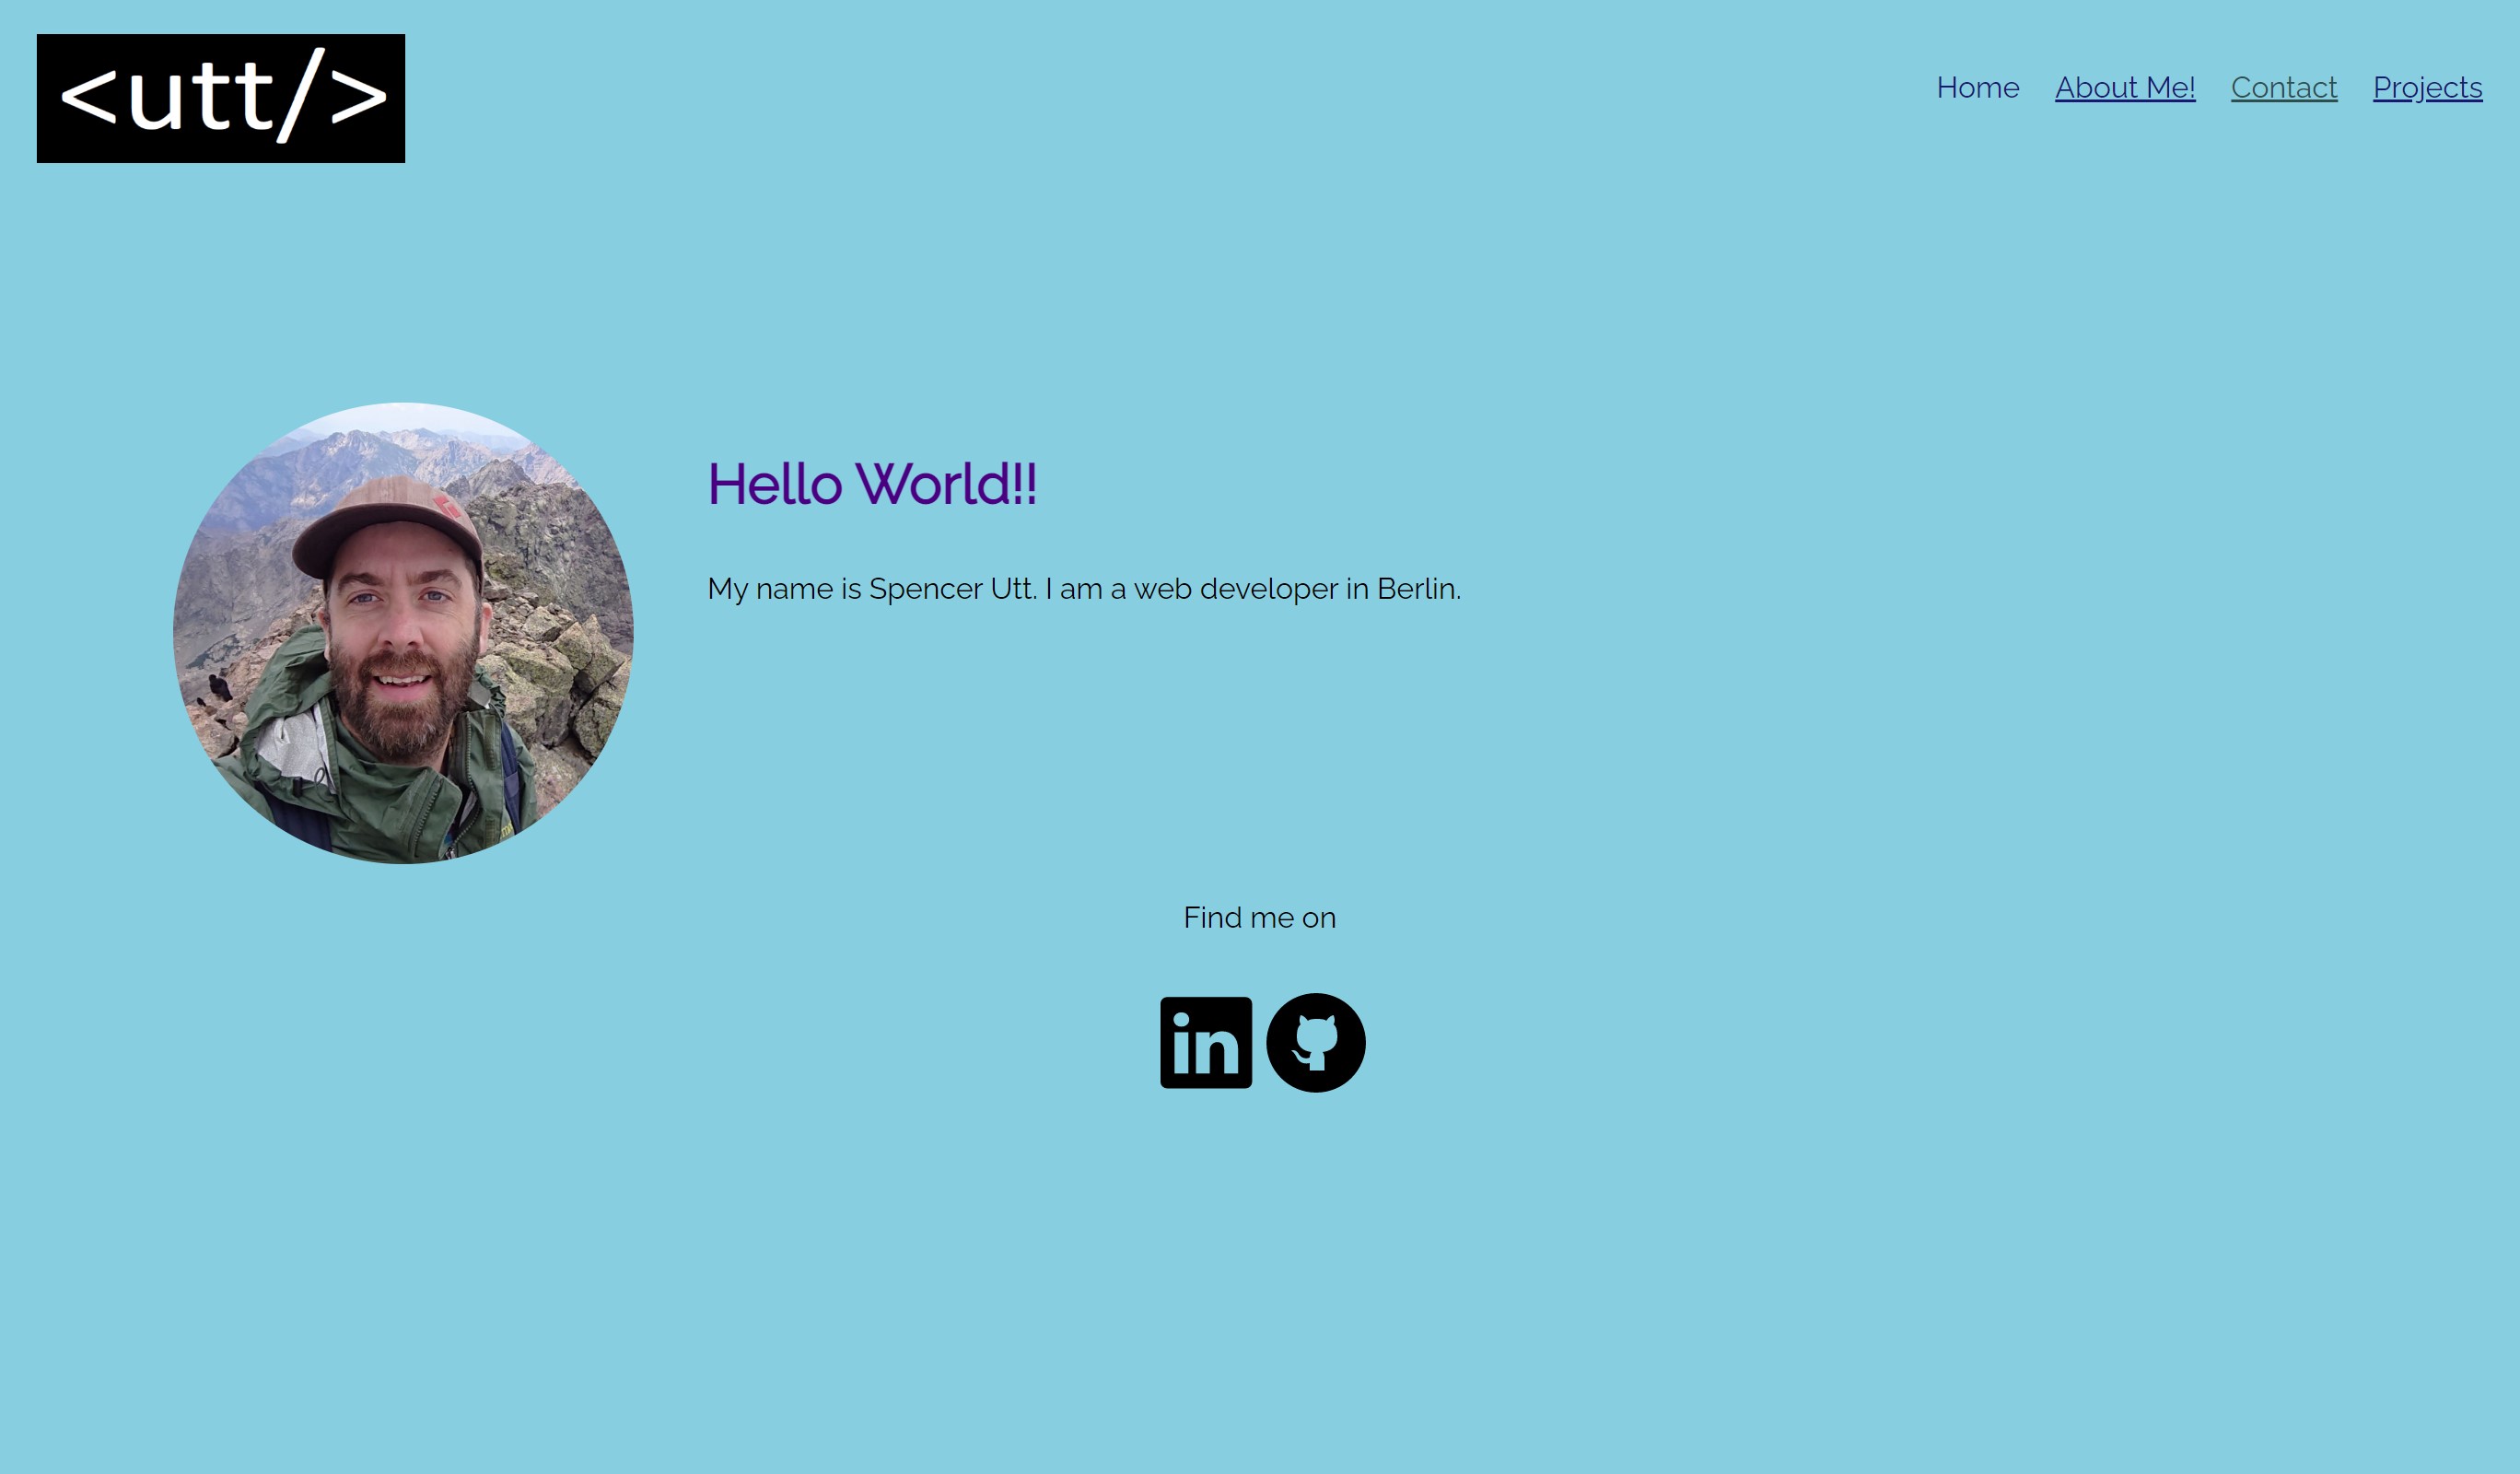 <utt/>
Home About Me! Contact Projects
Hello World!!
My name is Spencer Utt. I am a web developer in Berlin.
Find me on
in